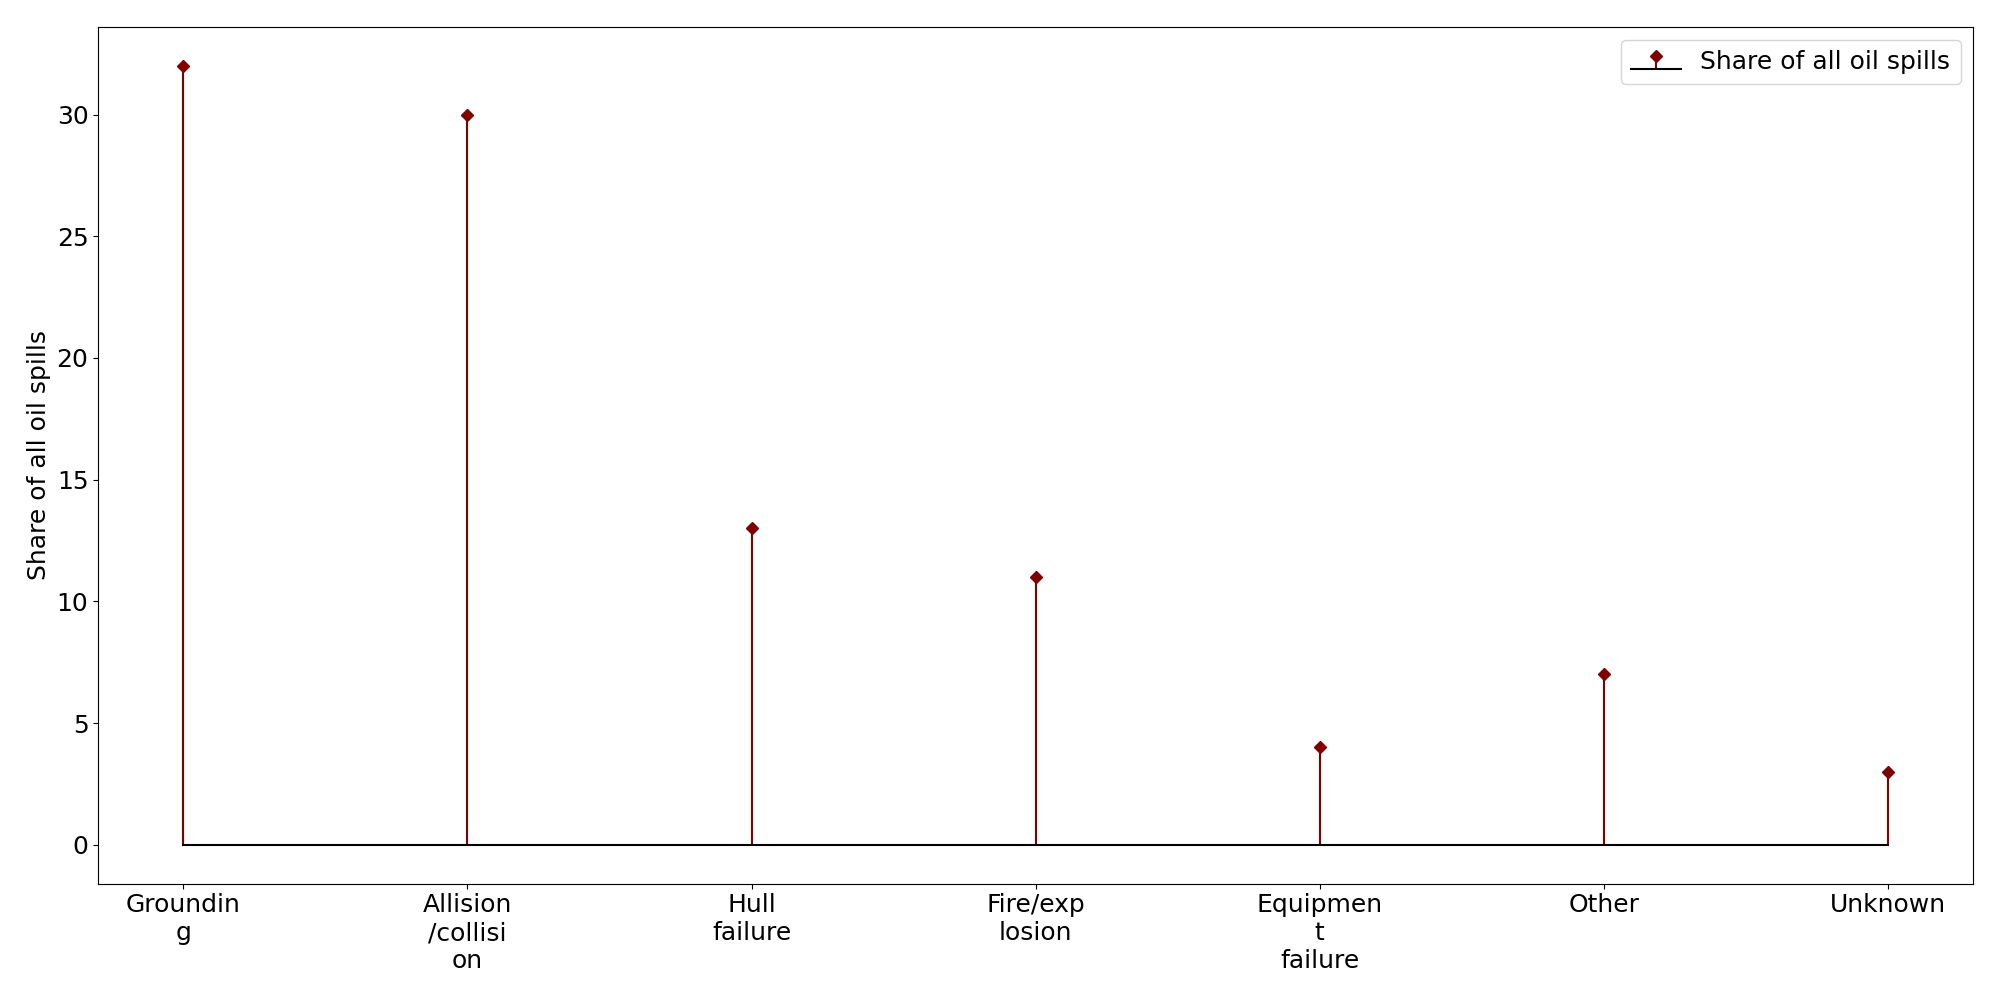 Share of all oil spills
Share of all oil spills
30
25
20
15
10
5
0
Groundin
g
Allision
/collisi
on
Hull
failure
Fire/exp
losion
Equipmen
t
failure
Other
Unknown